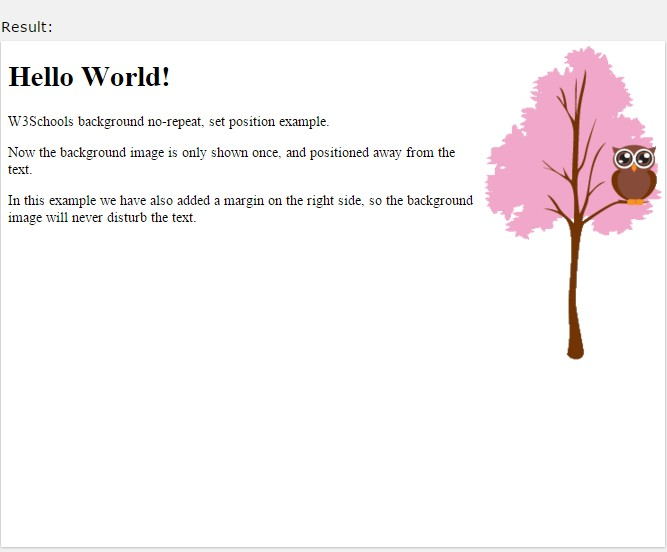 Result:
Hello World!
W3Schools background no-repeat, set position example.
Now the background image is only shown once, and positioned away from the
text.
In this example we have also added a margin on the right side, so the background
image will never disturb the text.